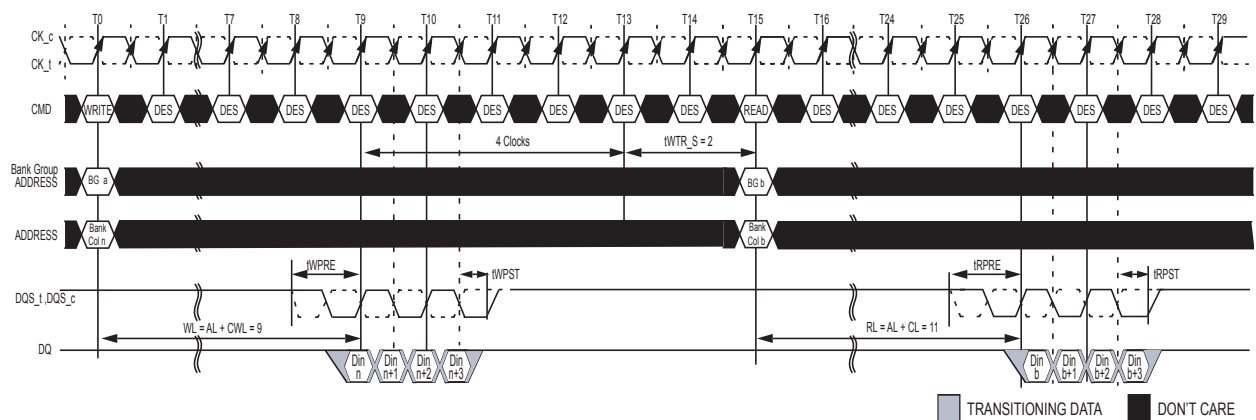 T0 T1 T7 T8 T9 T10 T11 T12 T13 T14 T15 T16 T24 T25 T26 T27 T28 T29
CK_c
CK_t
CMD WRITE DES DES DES DES DES DES DES DES DES READ DES DES DES DES DES DES DES
4 Clocks tWTR_S = 2
Bank Group
ADDRESS BG a BG b
ADDRESS Bank
Col n Bank
Col b
tWPRE tWPST tRPRE tRPST
DQS_t ,DQS_c
WL = AL + CWL = 9 RL = AL + CL = 11
DQ Din
n Din
n+1 Din
n+2 Din
n+3 Din
b Din
b+1 Din
b+2 Din
b+3
TRANSITIONING DATA DON'T CARE